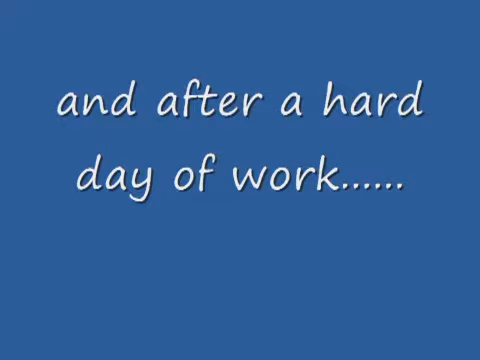 and after a hard
day of work......